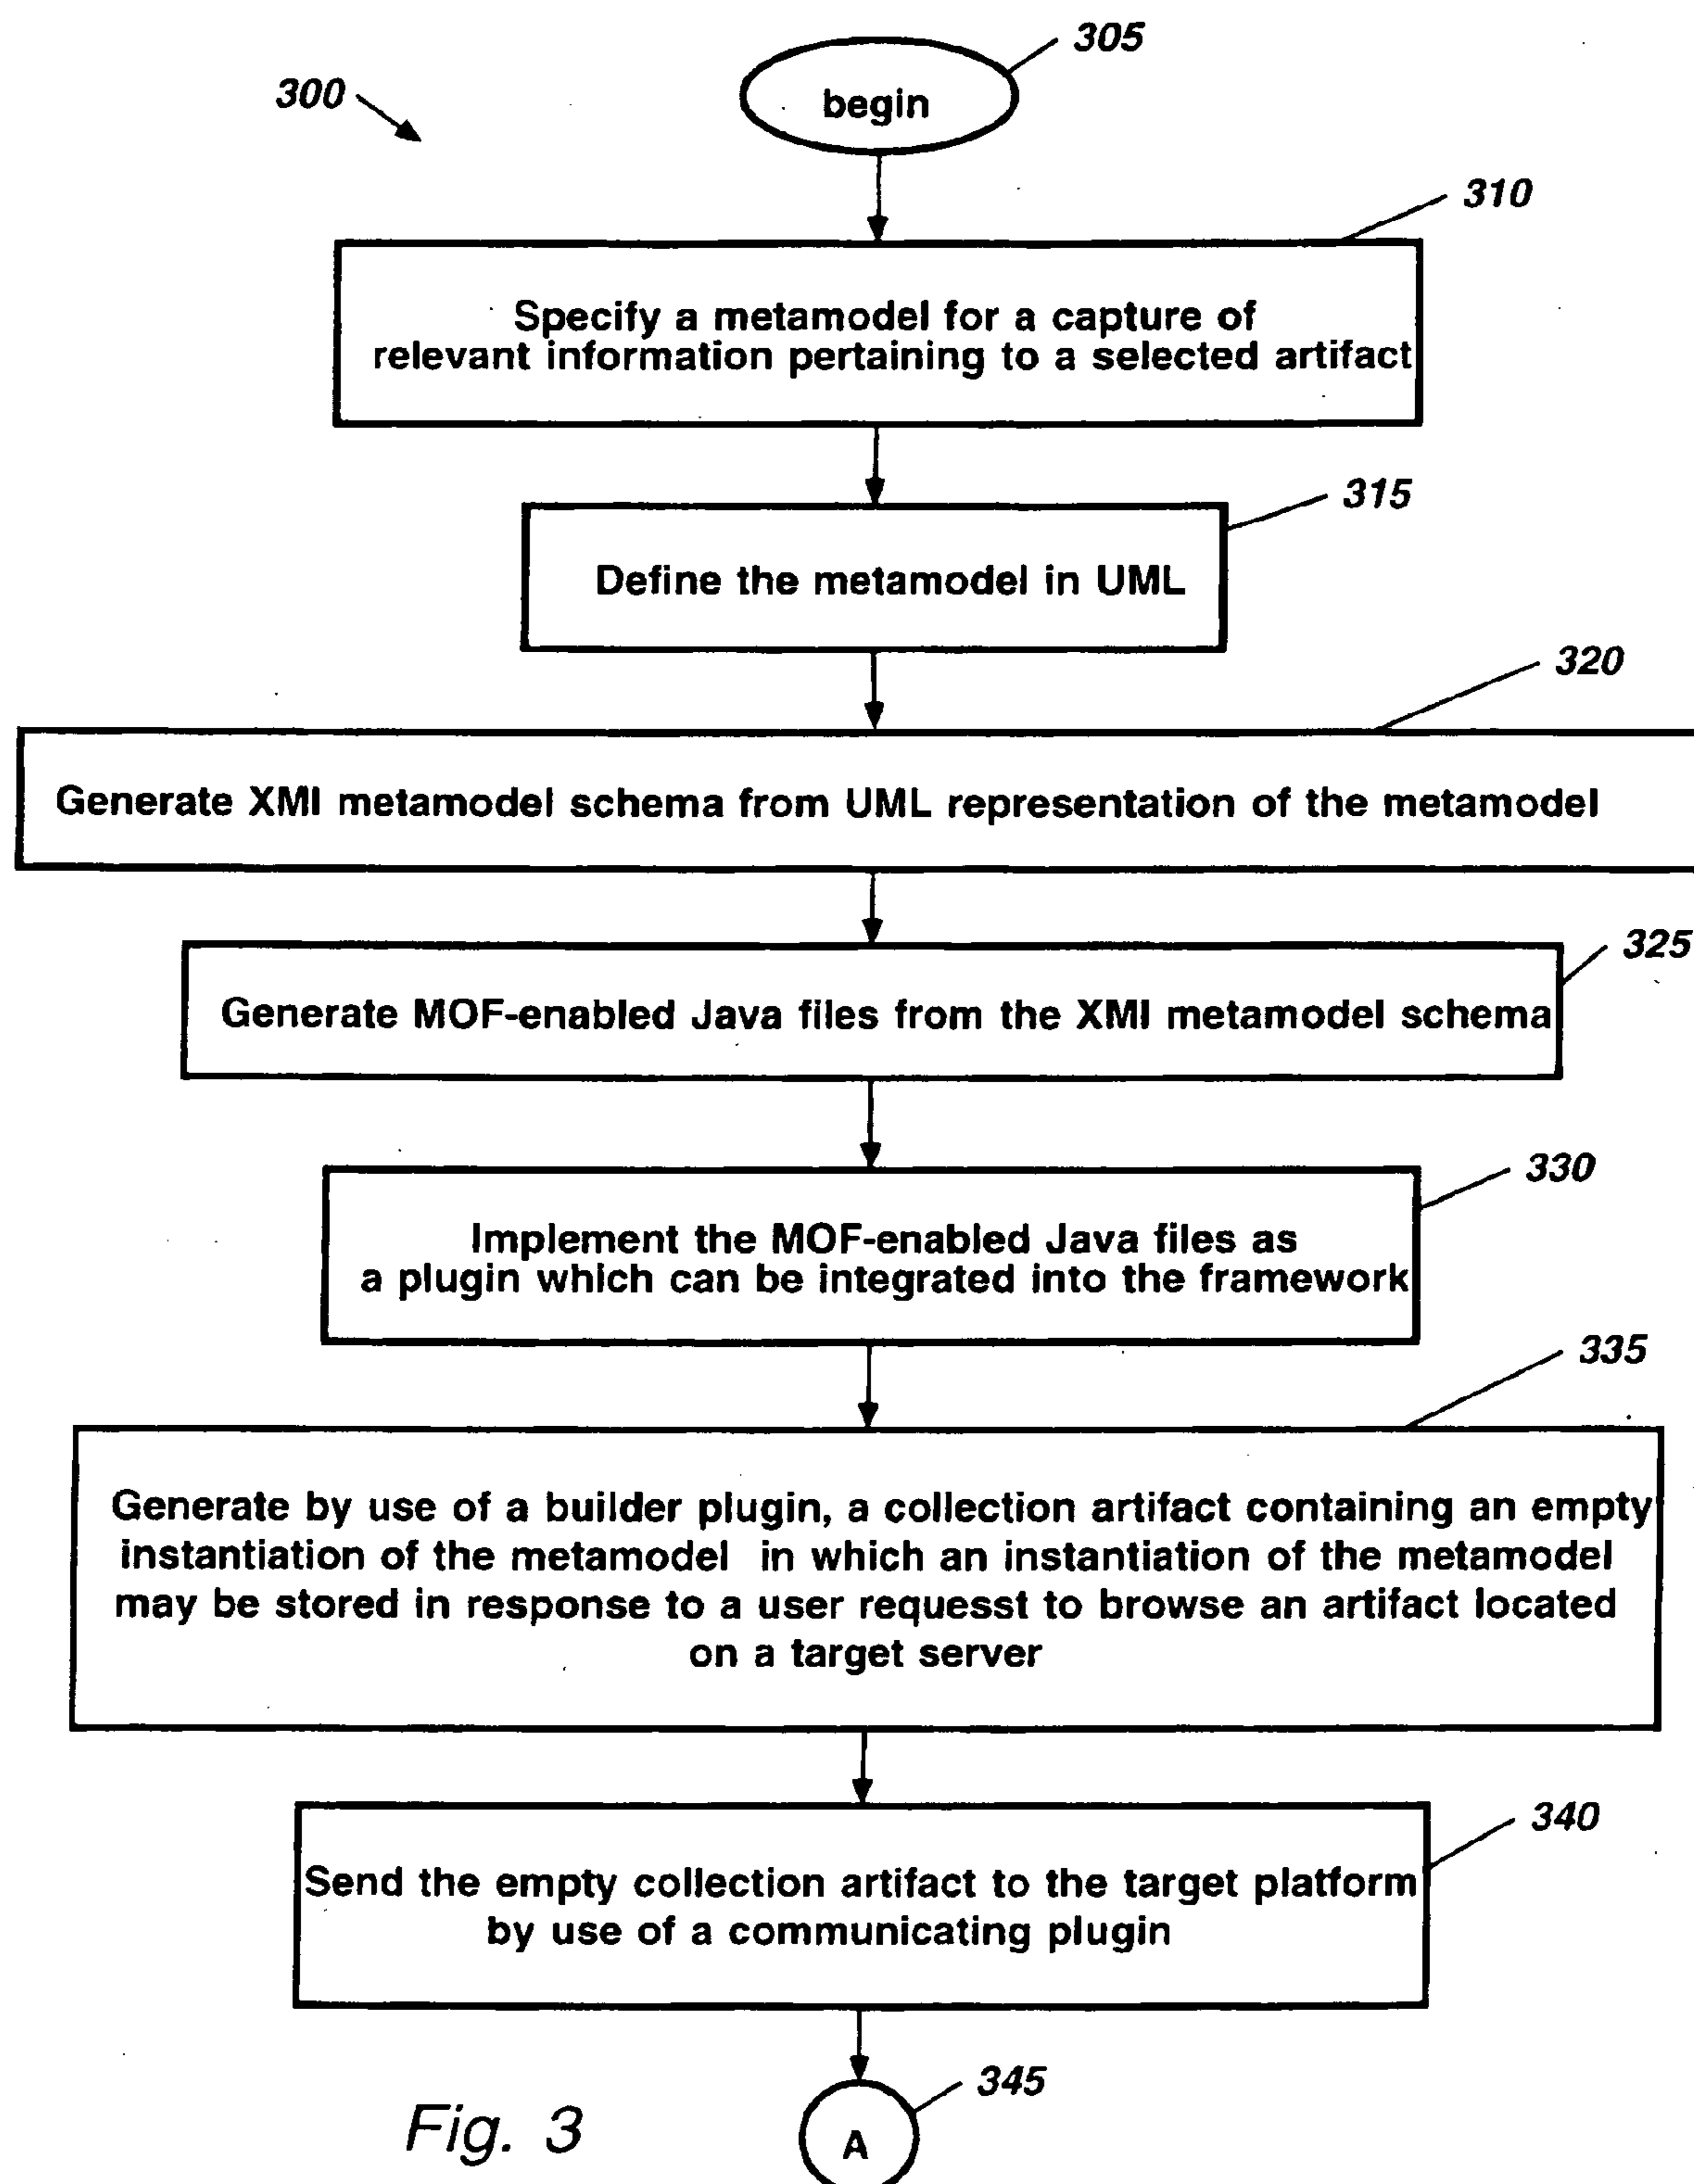 305
300
begin
310
Specify a metamodel for a capture of
relevant information pertaining to a selected artifact
315
Define the metamodel in UML
320
Generate XMI metamodel schema from UML representation of the metamodel
325
Generate MOF-enabled Java files from the XMI metamodel schema
330
Implement the MOF-enabled Java files as
a plugin which can be integrated into the framework
335
Generate by use of a builder plugin, a collection artifact containing an empty
instantiation of the metamodel in which an instantiation of the metamodel
may be stored in response to a user requesst to browse an artifact located
on a target server
340
Send the empty collection artifact to the target platform
by use of a communicating plugin
345
A
Fig. 3